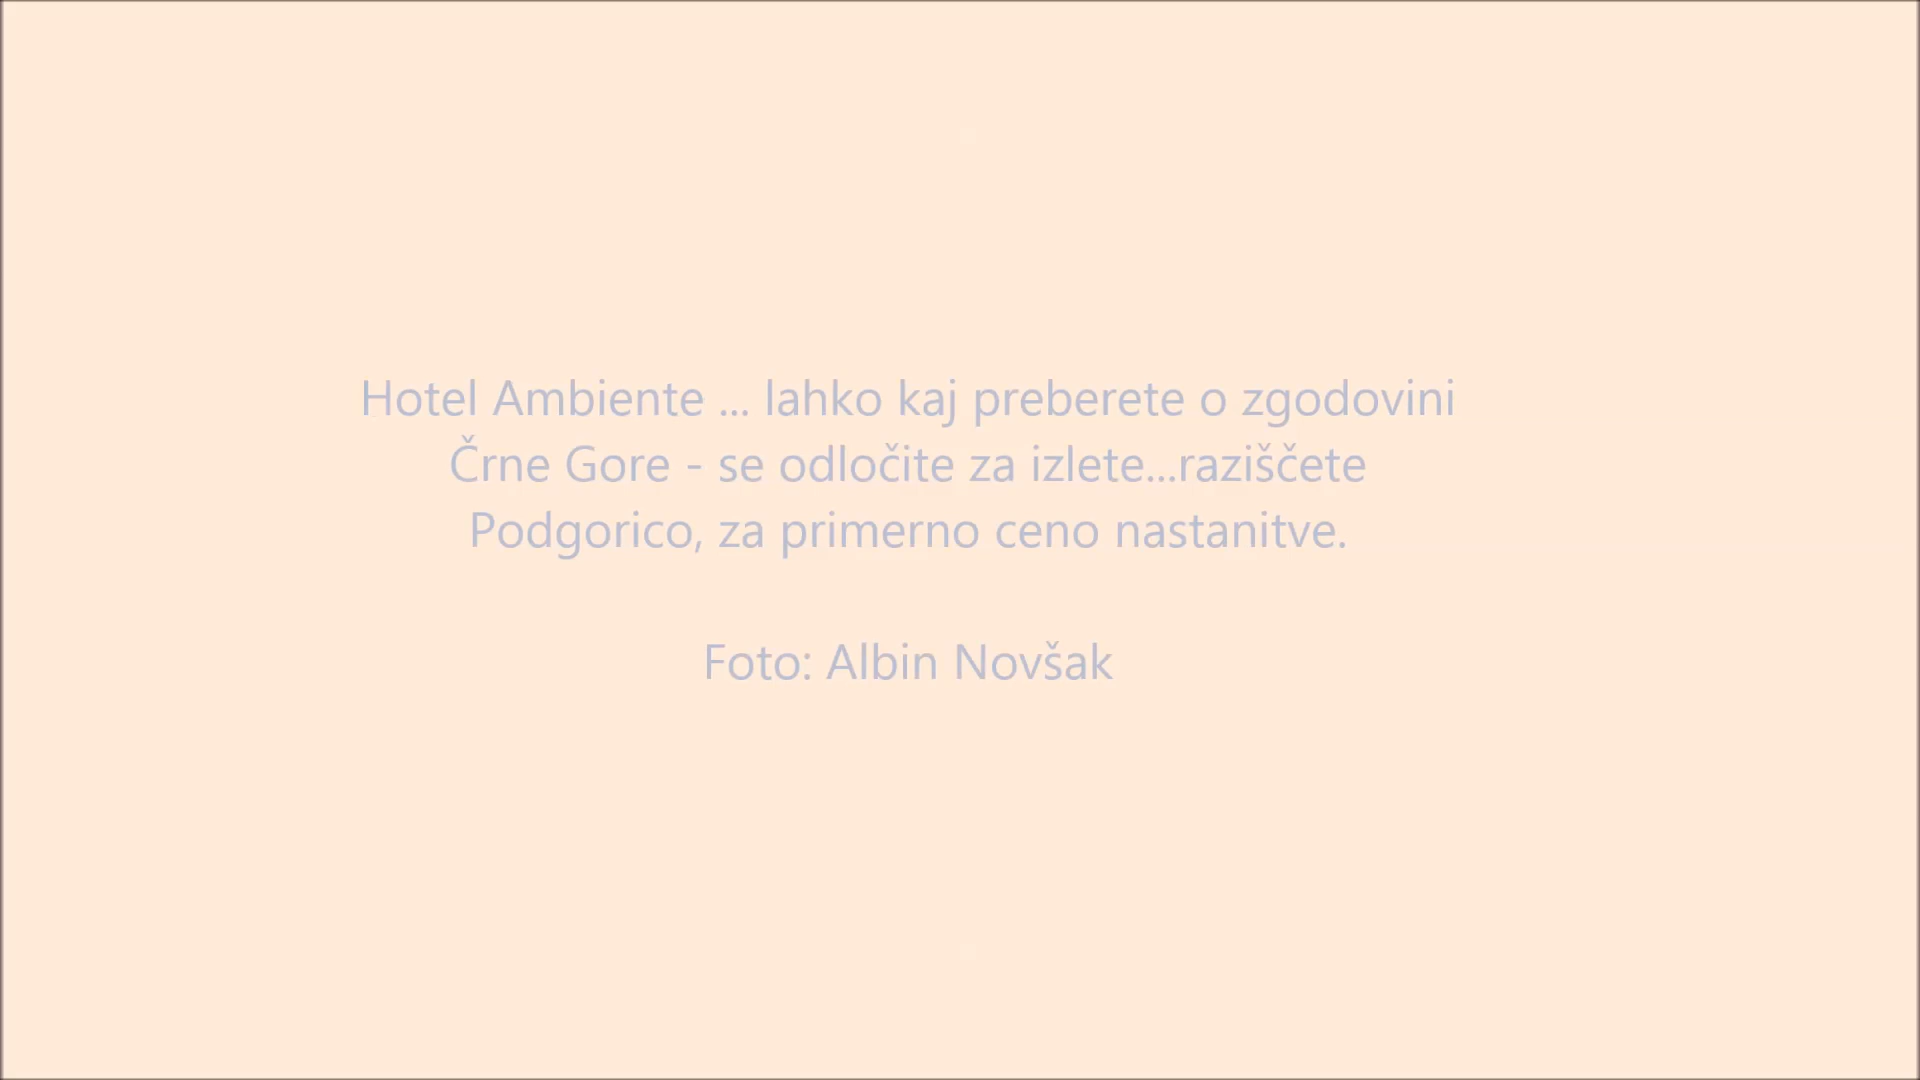 Hotel Ambiente ... lahko kaj preberete o zgodovini
Črne Gore - se odločite za izlete...raziščete
Podgorico, za primerno ceno nastanitve.
Foto: Albin Novšak